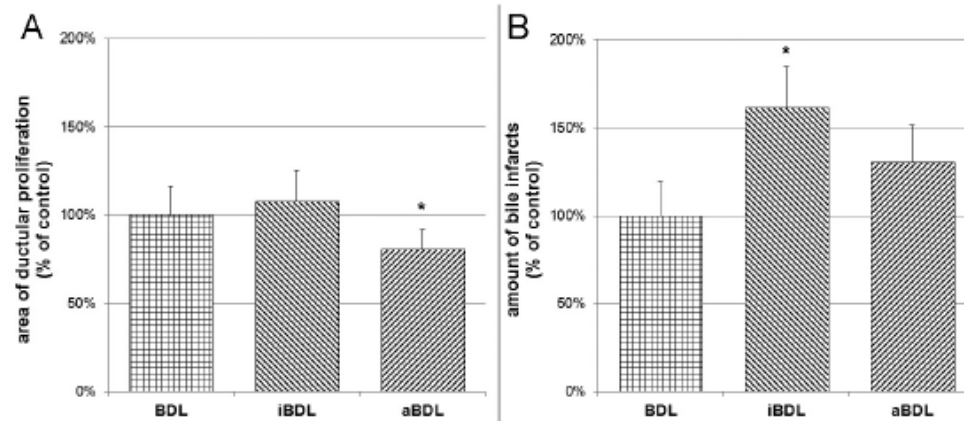 A
200%
150%
100%
50%
0%
area of ductular proliferation
(% of control)
*
BDL
iBDL
aBDL
B
200%
150%
100%
50%
0%
amount of bile infarcts
(% of control)
*
BDL
iBDL
aBDL